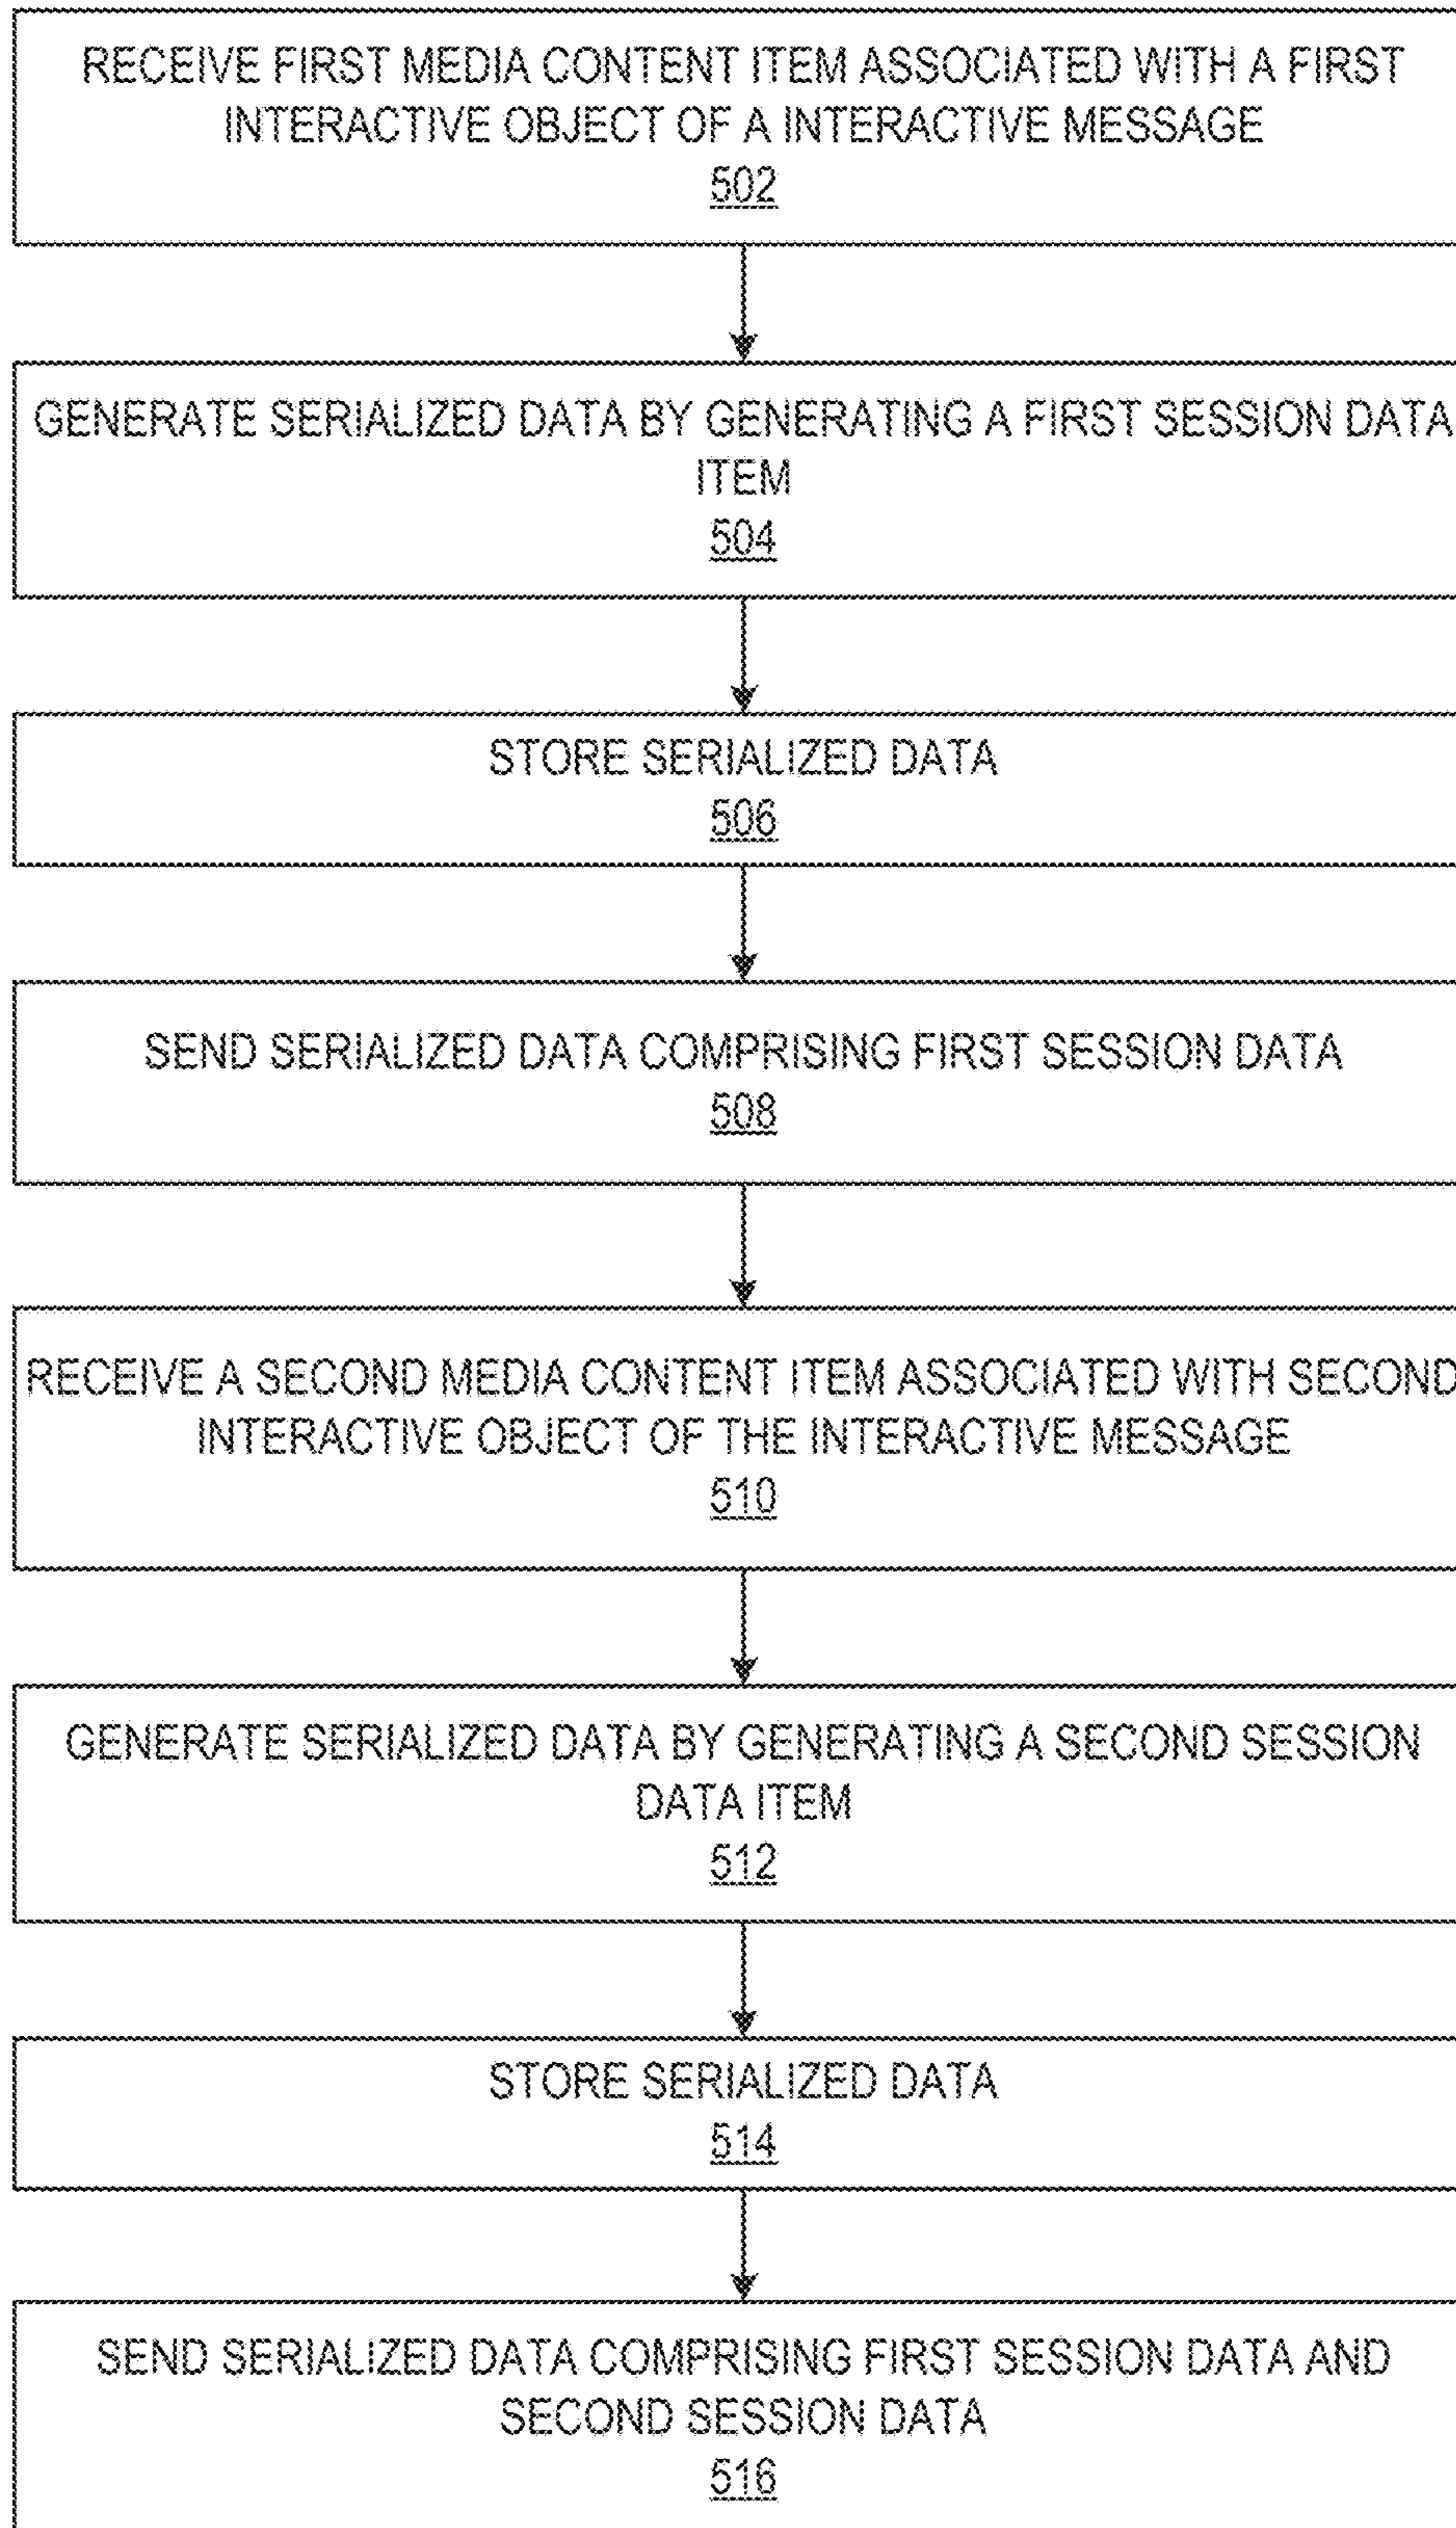 RECEIVE FIRST MEDIA CONTENT ITEM ASSOCIATED WITH A FIRST
INTERACTIVE OBJECT OF A INTERACTIVE MESSAGE
502
GENERATE SERIALIZED DATA BY GENERATING A FIRST SESSION DATA
ITEM
504
STORE SERIALIZED DATA
506
SEND SERIALIZED DATA COMPRISING FIRST SESSION DATA
508
RECEIVE A SECOND MEDIA CONTENT ITEM ASSOCIATED WITH SECOND
INTERACTIVE OBJECT OF THE INTERACTIVE MESSAGE
510
GENERATE SERIALIZED DATA BY GENERATING A SECOND SESSION
DATA ITEM
512
STORE SERIALIZED DATA
514
SEND SERIALIZED DATA COMPRISING FIRST SESSION DATA AND
SECOND SESSION DATA
516